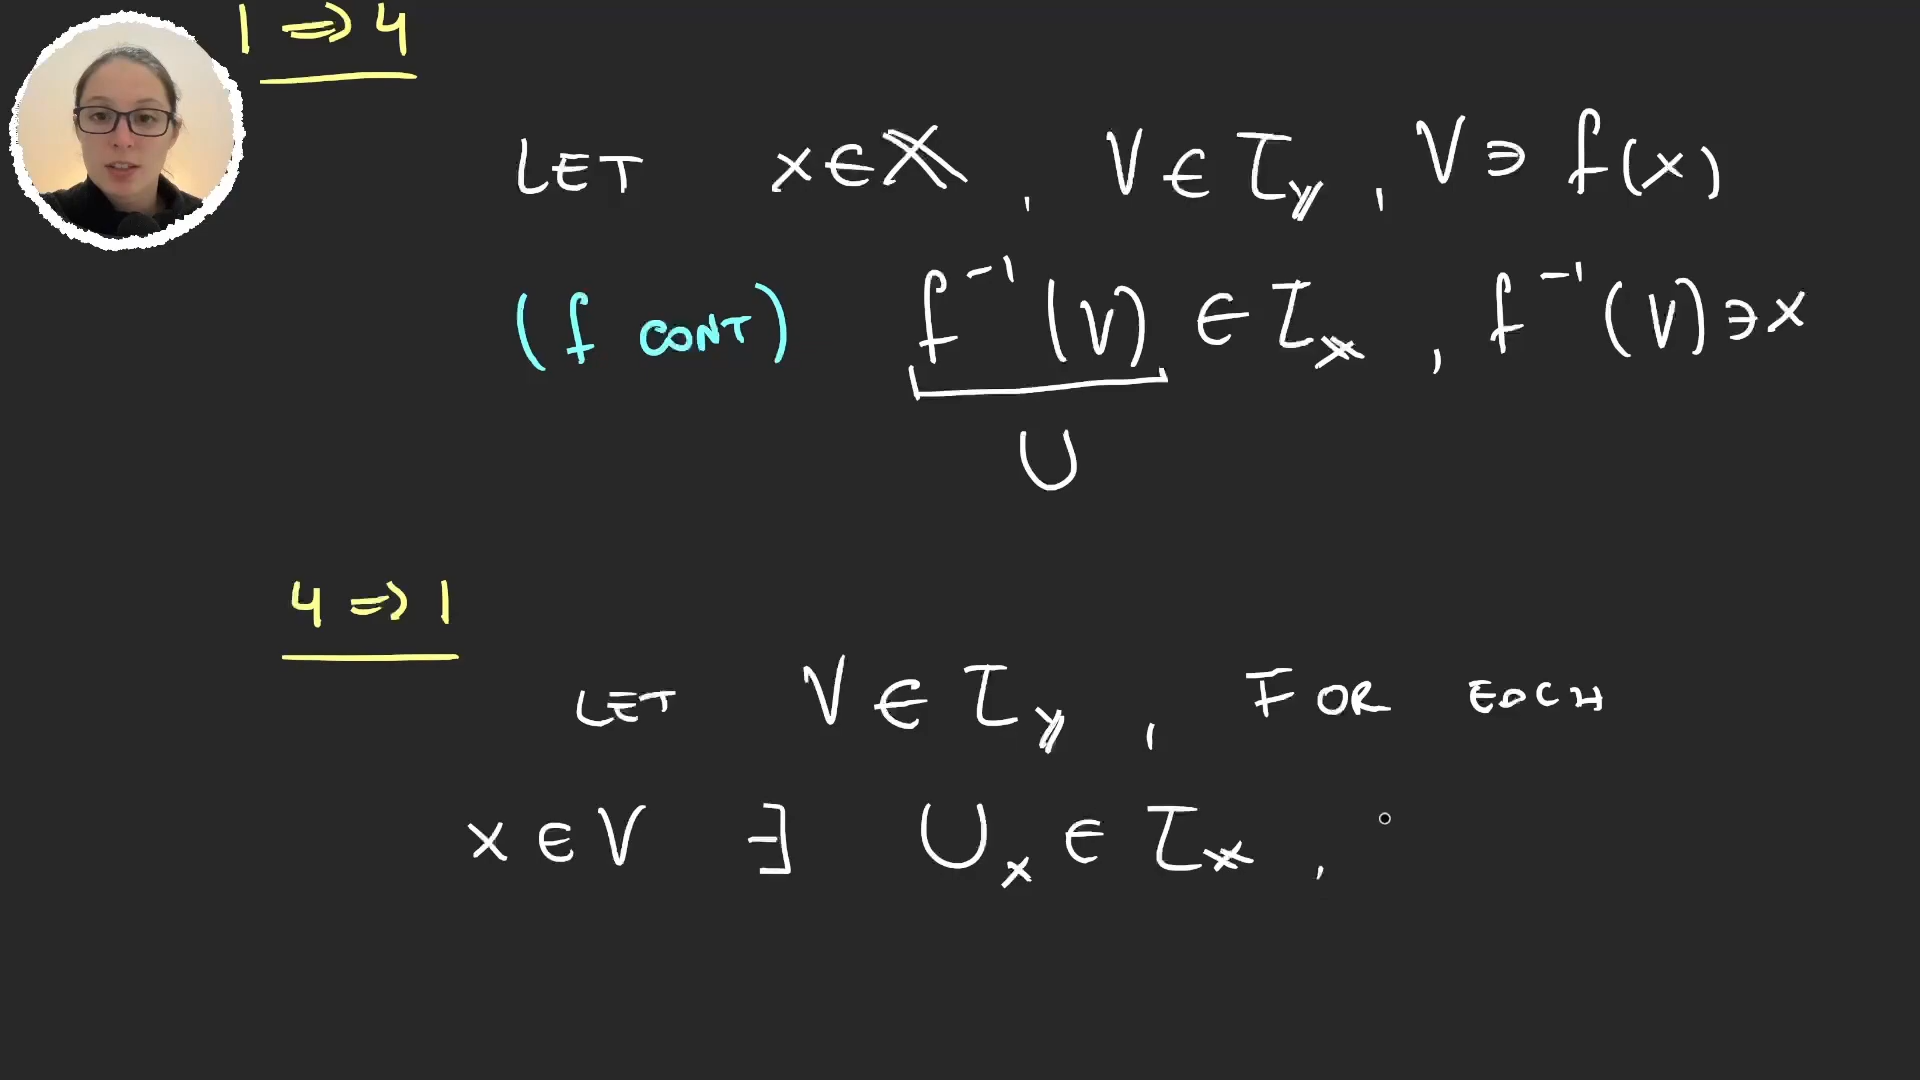 1 ⇒ 4
LET x ∈ 𝕏 , V ∈ τ_𝕐 , V ∋ f(x)
(f CONT) f⁻¹(V) ∈ τ_𝕏 , f⁻¹(V) ∋ x
U
4 ⇒ 1
LET V ∈ τ_𝕐 , FOR EACH
x ∈ V ∃ U_x ∈ τ_𝕏 ,